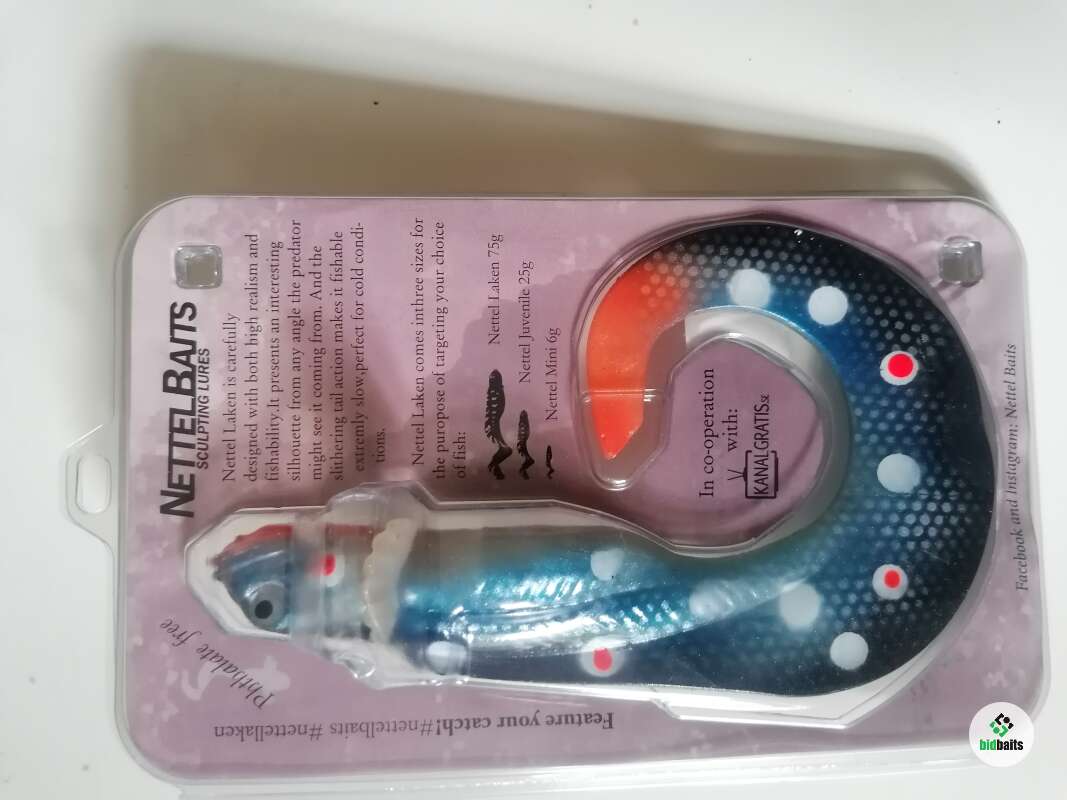 NETTELBAITS
SCULPTING LURES
Nettel Laken is carefully
designed with both high realism and
fishability.It presents an interesting
silhouette from any angle the predator
might see it coming from. And the
slithering tail action makes it fishable
extremly slow,perfect for cold condi-
tions.
Nettel Laken comes inthree sizes for
the puropose of targeting your choice
of fish:
Nettel Laken 75g
Nettel Juvenile 25g
Nettel Mini 6g
In co-operation
with:
KANALGRATIS.SE
Facebook and Instagram: Nettel Baits
Phthalate free
Feature your catch!#nettelbaits #nettellaken
bidbaits